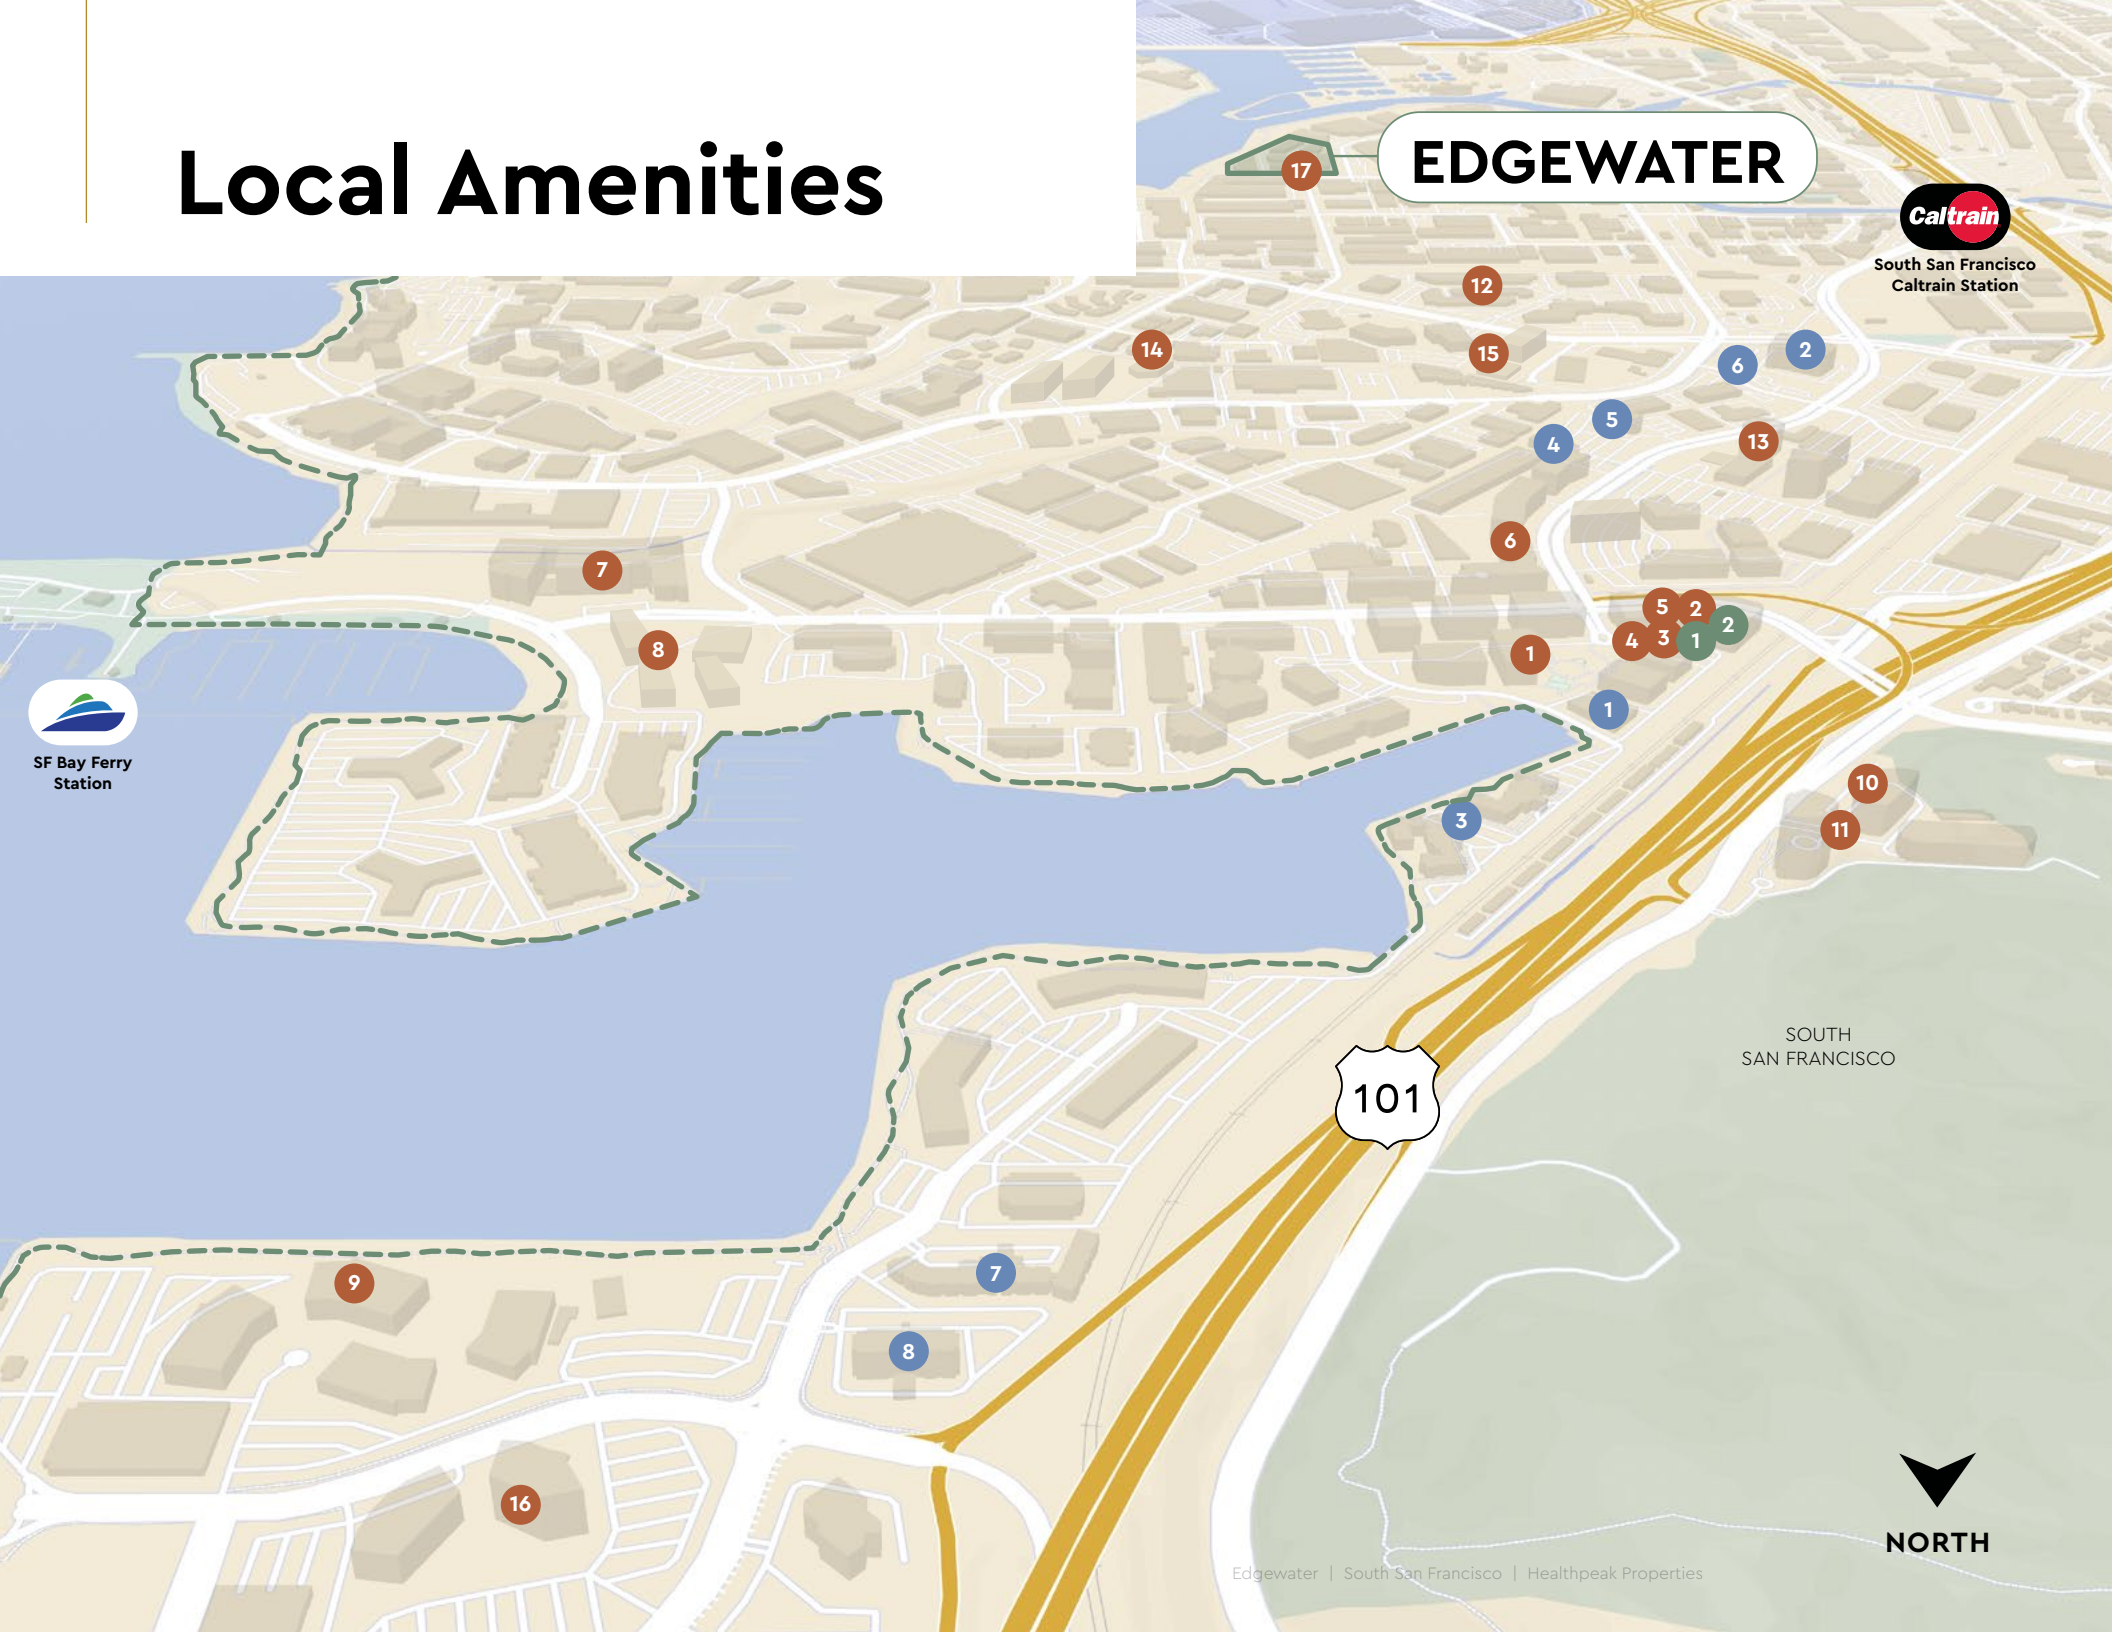 Local Amenities
EDGEWATER
17
Caltrain
South San Francisco
Caltrain Station
12
14
15
6
2
5
4
13
6
7
5
2
2
4
3
1
8
1
1
SF Bay Ferry
Station
10
3
11
SOUTH
SAN FRANCISCO
101
7
9
8
16
NORTH
Edgewater | South San Francisco | Healthpeak Properties